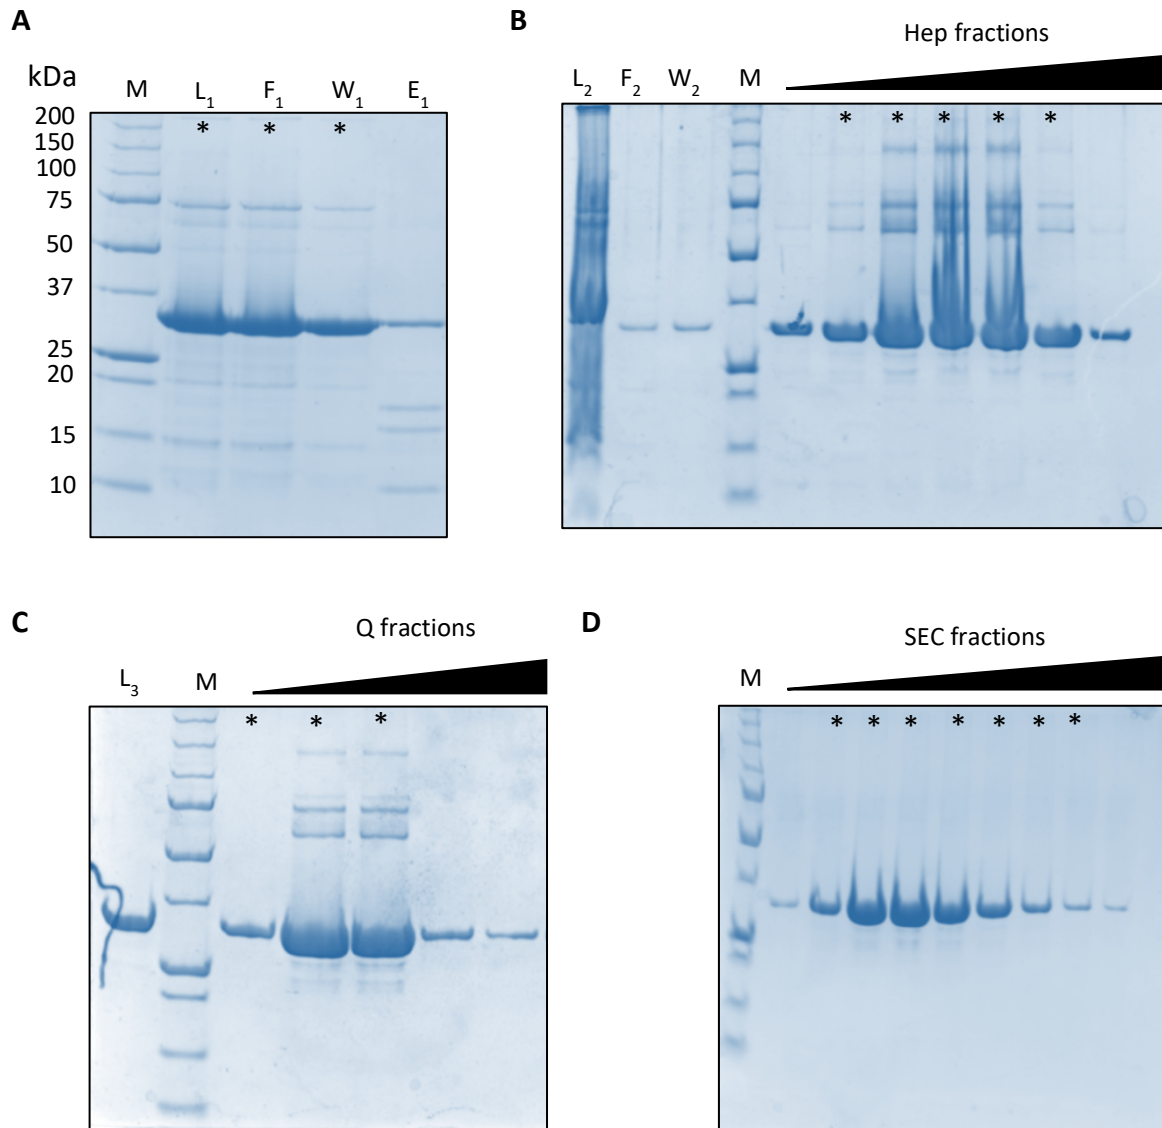 A
kDa
M L₁ F₁ W₁ E₁
* * *
200
150
100
75
50
37
25
20
15
10
B
Hep fractions
L₂ F₂ W₂ M
* * * * *
C
Q fractions
L₃ M
* * *
D
SEC fractions
M
* * * * * * *